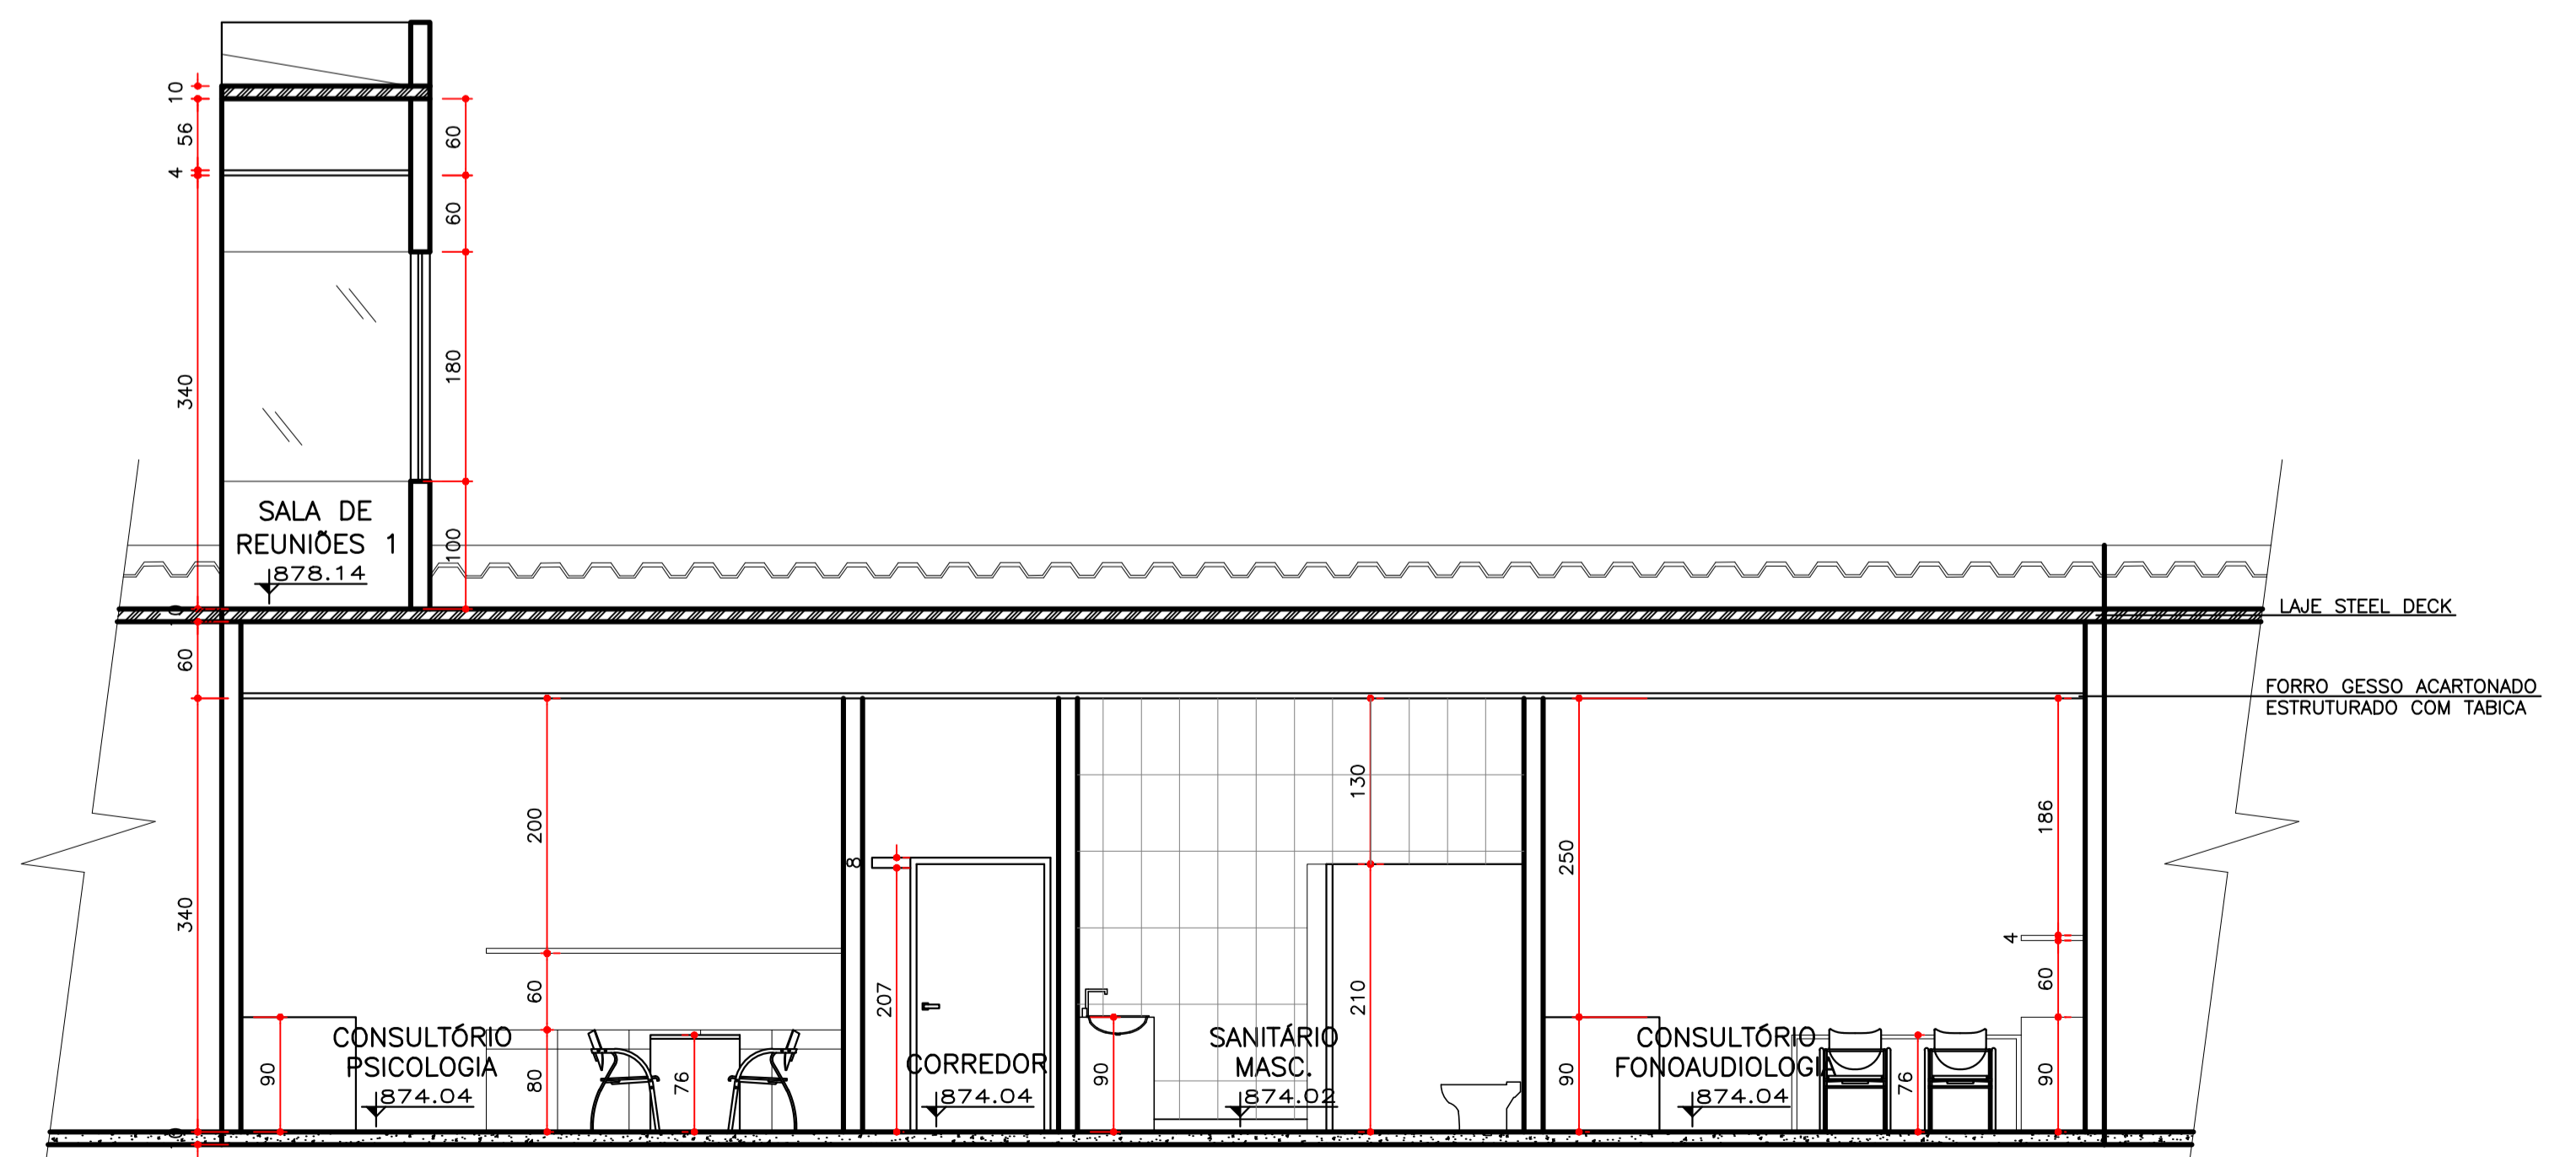 10
56
4
340
60
60
180
100
SALA DE
REUNIÕES 1
878.14
LAJE STEEL DECK
60
FORRO GESSO ACARTONADO
ESTRUTURADO COM TABICA
340
200
60
80
90
76
8
207
130
210
90
250
90
186
4
60
90
76
CONSULTÓRIO
PSICOLOGIA
874.04
CORREDOR
874.04
SANITÁRIO
MASC.
874.02
CONSULTÓRIO
FONOAUDIOLOGIA
874.04